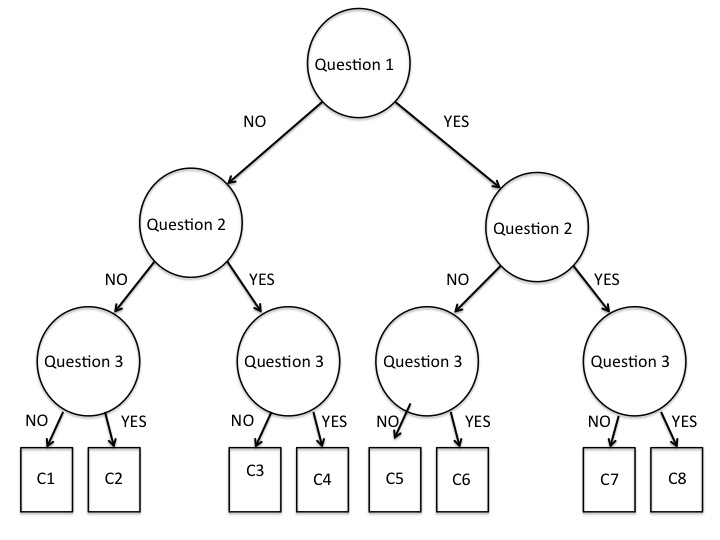 Question 1
NO
YES
Question 2
Question 2
NO
YES
NO
YES
Question 3
Question 3
Question 3
Question 3
NO
YES
NO
YES
NO
YES
NO
YES
C1
C2
C3
C4
C5
C6
C7
C8